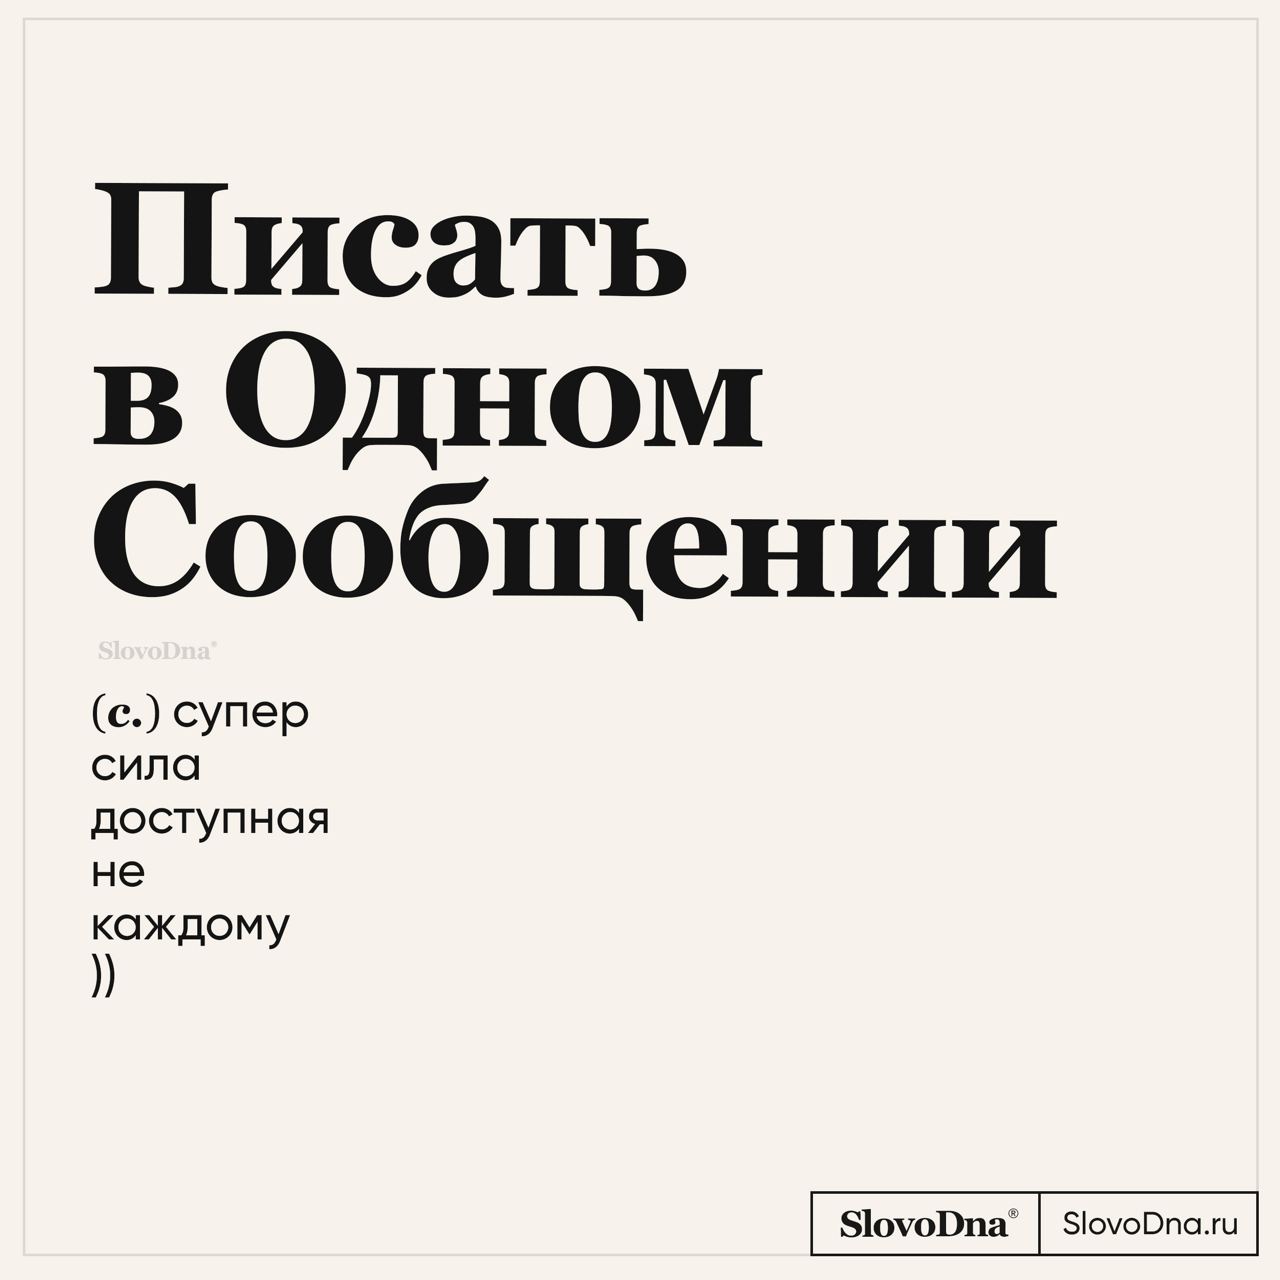 Писать
в Одном
Сообщении
SlovoDna®
(с.) супер
сила
доступная
не
каждому
))
SlovoDna® SlovoDna.ru